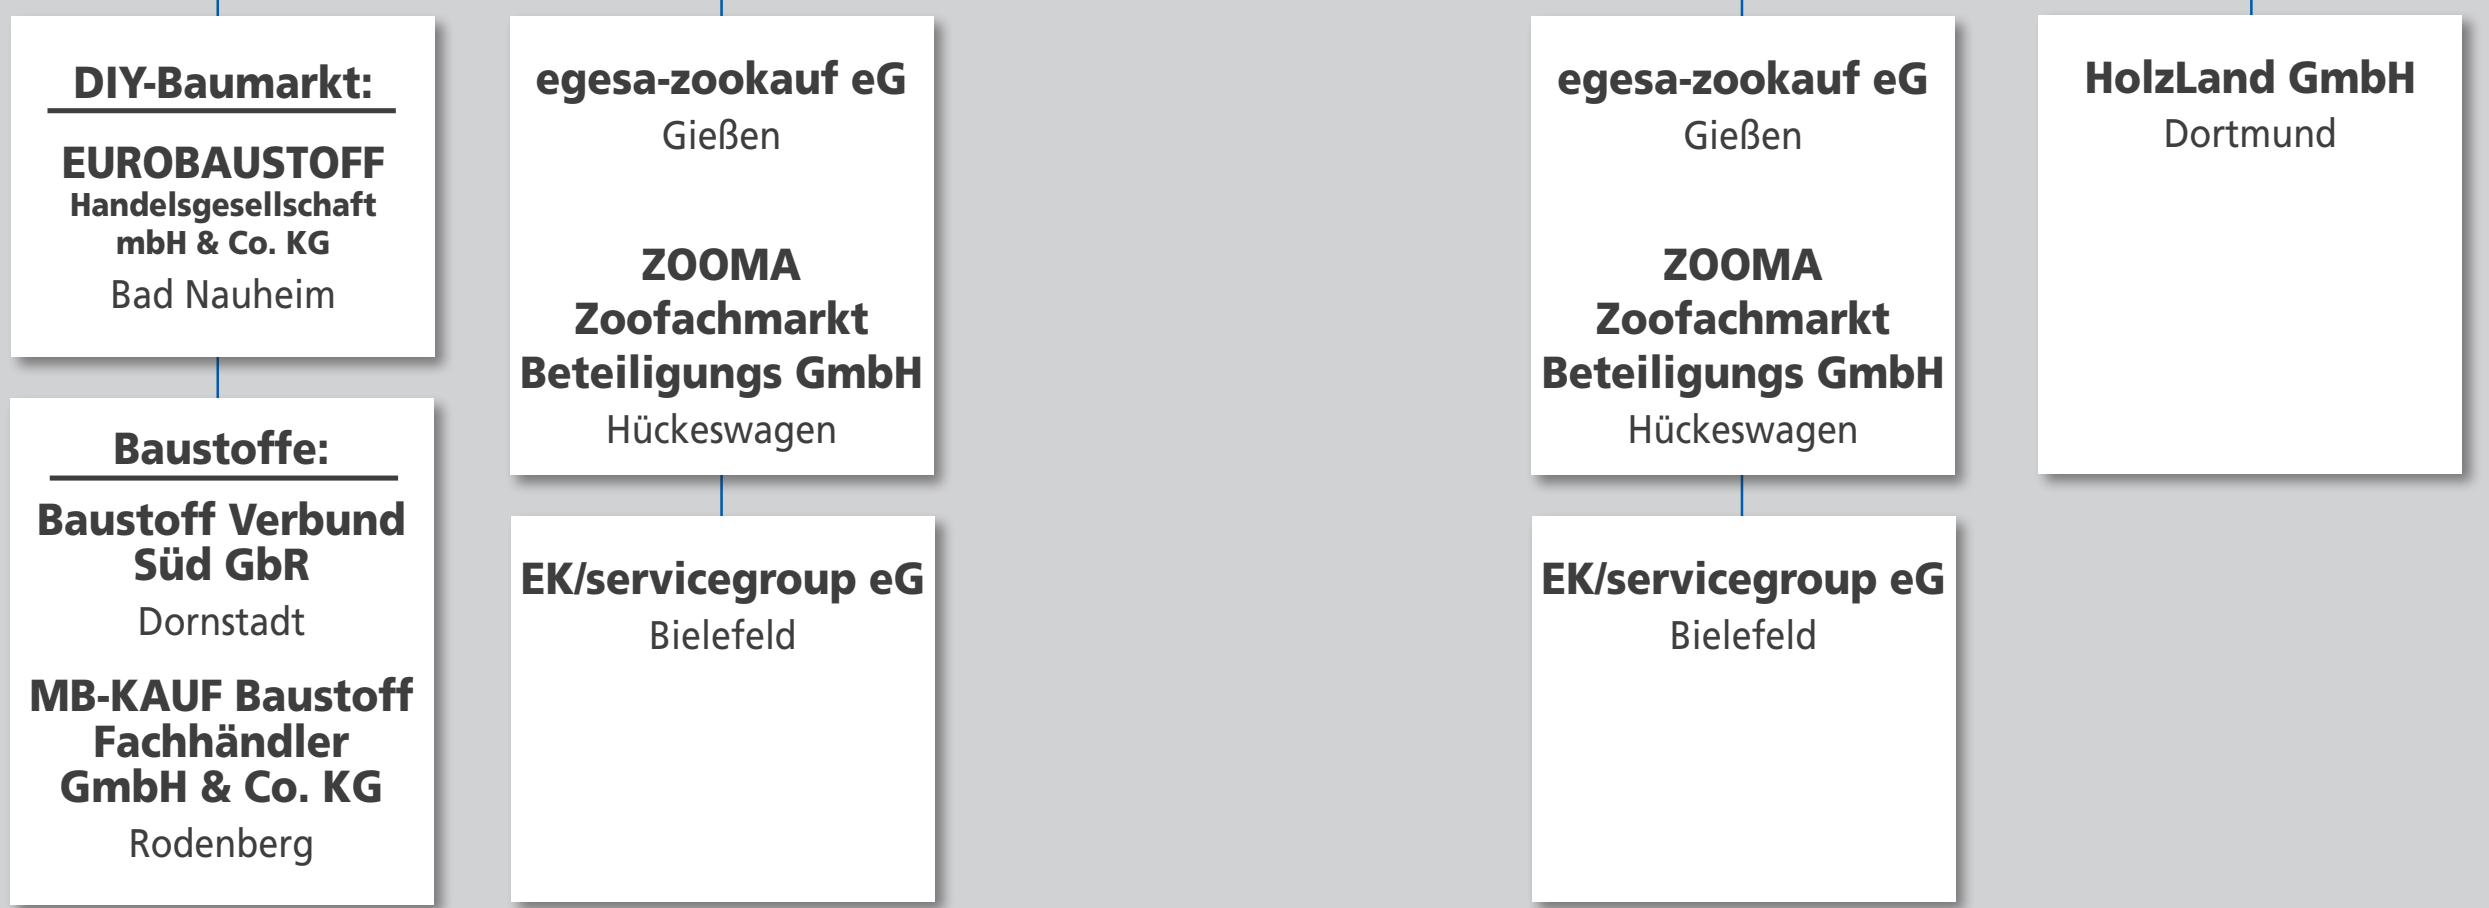 DIY-Baumarkt:
EUROBAUSTOFF
Handelsgesellschaft
mbH & Co. KG
Bad Nauheim
Baustoffe:
Baustoff Verbund
Süd GbR
Dornstadt
MB-KAUF Baustoff
Fachhändler
GmbH & Co. KG
Rodenberg
egesa-zookauf eG
Gießen
ZOOMA
Zoofachmarkt
Beteiligungs GmbH
Hückeswagen
EK/servicegroup eG
Bielefeld
egesa-zookauf eG
Gießen
ZOOMA
Zoofachmarkt
Beteiligungs GmbH
Hückeswagen
EK/servicegroup eG
Bielefeld
HolzLand GmbH
Dortmund